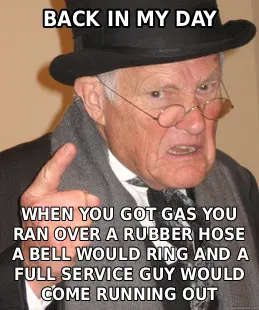 BACK IN MY DAY
WHEN YOU GOT GAS YOU
RAN OVER A RUBBER HOSE
A BELL WOULD RING AND A
FULL SERVICE GUY WOULD
COME RUNNING OUT